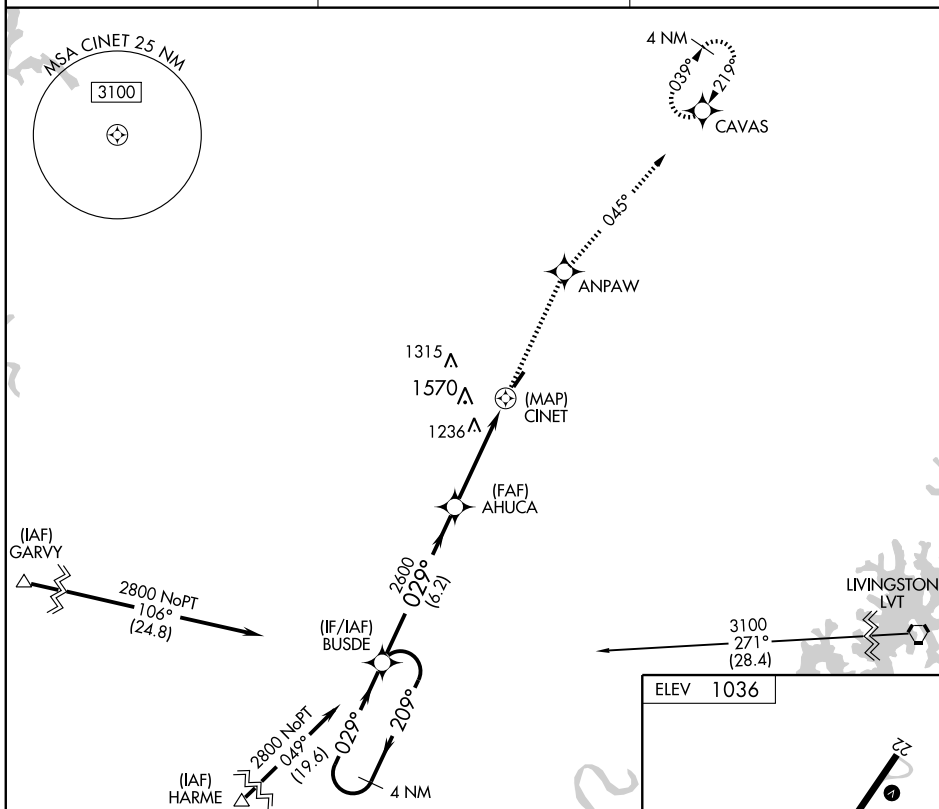 MSA CINET 25 NM
3100
4 NM
039°
219°
CAVAS
045°
ANPAW
1315
1570
(MAP)
CINET
1236
(FAF)
AHUCA
(IAF)
GARVY
2800 NoPT
106°
(24.8)
2600
029°
(6.2)
LIVINGSTON
LVT
3100
271°
(28.4)
(IF/IAF)
BUSDE
029°
209°
2800 NoPT
049°
(19.6)
(IAF)
HARME
4 NM
ELEV 1036
22
V